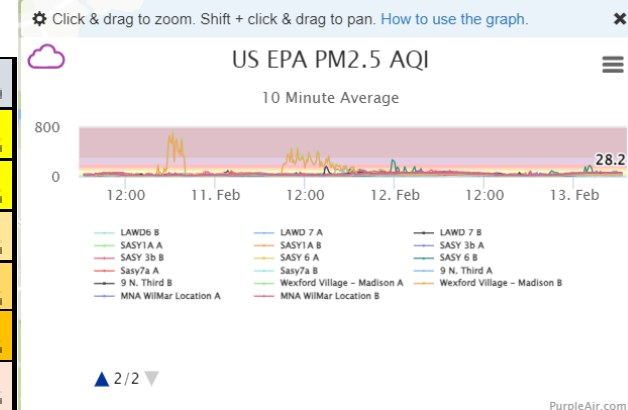 Click & drag to zoom. Shift + click & drag to pan. How to use the graph.
US EPA PM2.5 AQI
10 Minute Average
800
0
28.2
12:00 11. Feb 12:00 12. Feb 12:00 13. Feb
LAWD6 B LAWD 7 A LAWD 7 B
SASY1A A SASY1A B SASY 3b A
SASY 3b B SASY 6 A SASY 6 B
Sasy7a A Sasy7a B 9 N. Third A
9 N. Third B Wexford Village - Madison A Wexford Village - Madison B
MNA WilMar Location A MNA WilMar Location B
2/2
PurpleAir.com